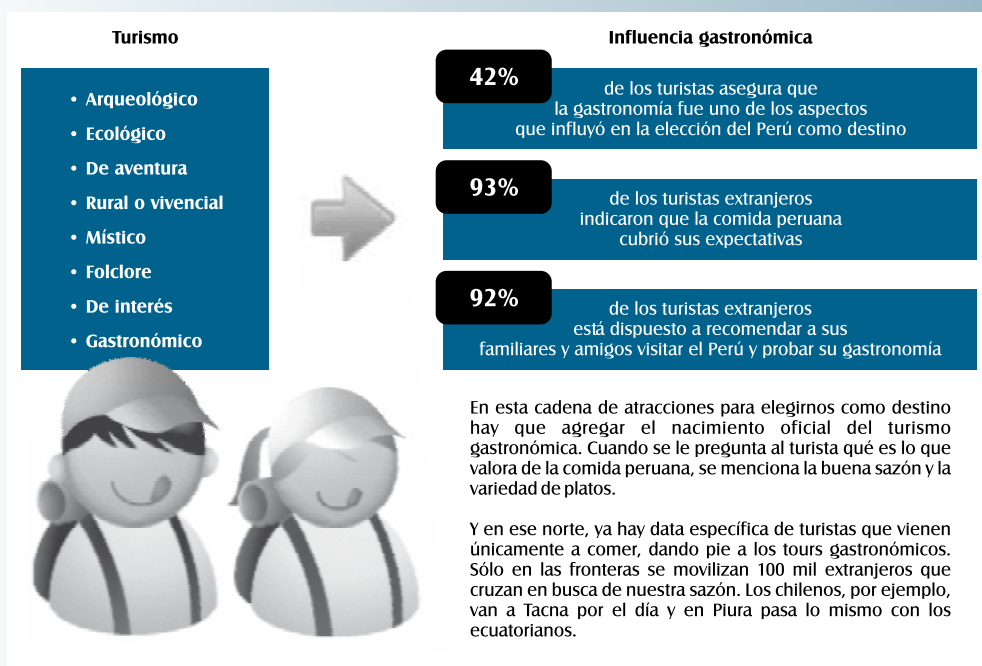 Turismo
• Arqueológico
• Ecológico
• De aventura
• Rural o vivencial
• Místico
• Folclore
• De interés
• Gastronómico
Influencia gastronómica
42%
de los turistas asegura que
la gastronomía fue uno de los aspectos
que influyó en la elección del Perú como destino
93%
de los turistas extranjeros
indicaron que la comida peruana
cubrió sus expectativas
92%
de los turistas extranjeros
está dispuesto a recomendar a sus
familiares y amigos visitar el Perú y probar su gastronomía
En esta cadena de atracciones para elegirnos como destino
hay que agregar el nacimiento oficial del turismo
gastronómica. Cuando se le pregunta al turista qué es lo que
valora de la comida peruana, se menciona la buena sazón y la
variedad de platos.
Y en ese norte, ya hay data específica de turistas que vienen
únicamente a comer, dando pie a los tours gastronómicos.
Sólo en las fronteras se movilizan 100 mil extranjeros que
cruzan en busca de nuestra sazón. Los chilenos, por ejemplo,
van a Tacna por el día y en Piura pasa lo mismo con los
ecuatorianos.